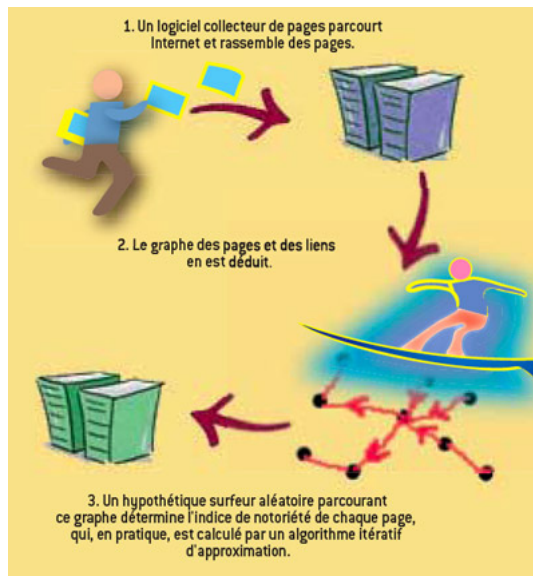 1. Un logiciel collecteur de pages parcourt
Internet et rassemble des pages.
2. Le graphe des pages et des liens
en est déduit.
3. Un hypothétique surfeur aléatoire parcourant
ce graphe détermine l'indice de notoriété de chaque page,
qui, en pratique, est calculé par un algorithme itératif
d'approximation.